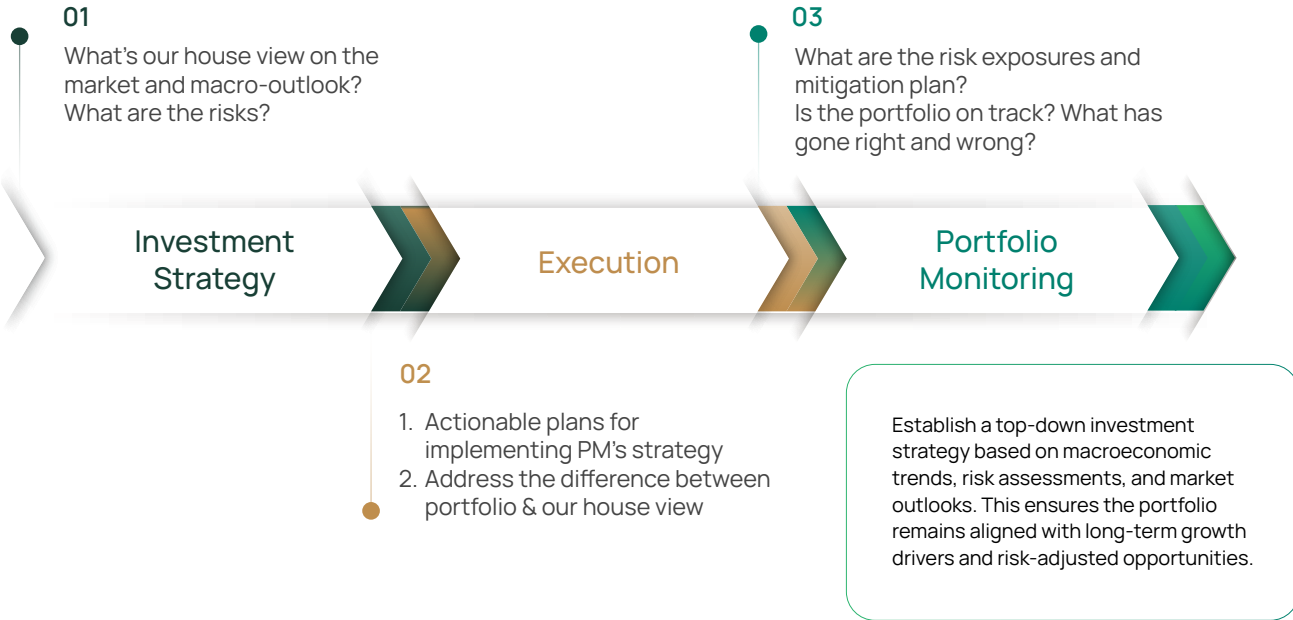 01
What's our house view on the
market and macro-outlook?
What are the risks?
03
What are the risk exposures and
mitigation plan?
Is the portfolio on track? What has
gone right and wrong?
Investment
Strategy
Execution
Portfolio
Monitoring
02
1. Actionable plans for
implementing PM's strategy
2. Address the difference between
portfolio & our house view
Establish a top-down investment
strategy based on macroeconomic
trends, risk assessments, and market
outlooks. This ensures the portfolio
remains aligned with long-term growth
drivers and risk-adjusted opportunities.